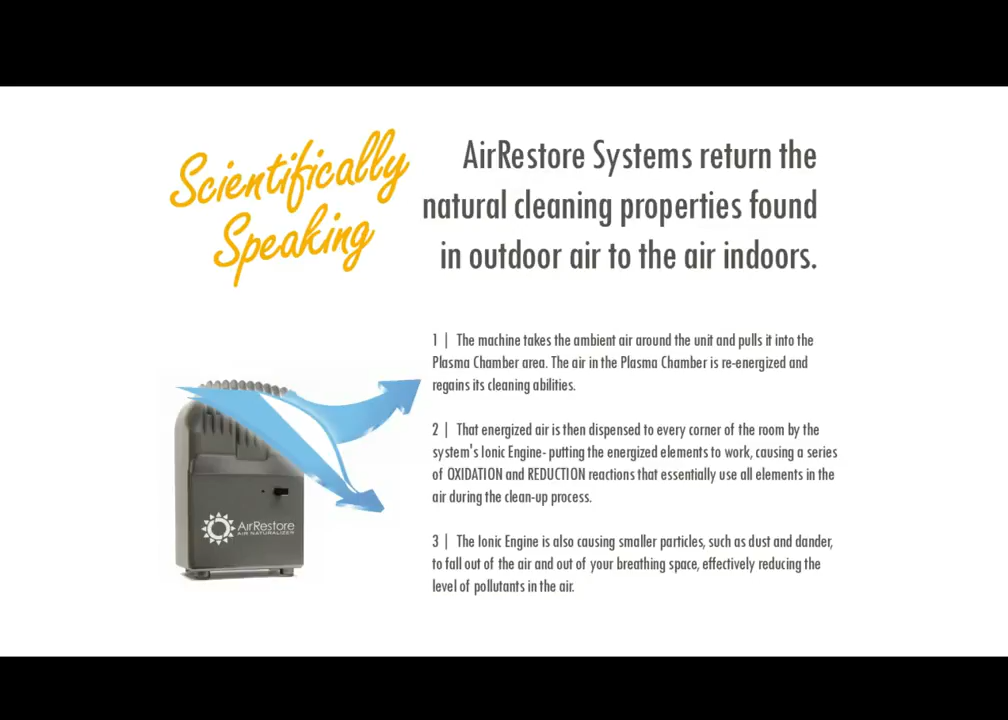 Scientifically
Speaking
AirRestore Systems return the
natural cleaning properties found
in outdoor air to the air indoors.
1 | The machine takes the ambient air around the unit and pulls it into the
Plasma Chamber area. The air in the Plasma Chamber is re-energized and
regains its cleaning abilities.
2 | That energized air is then dispensed to every corner of the room by the
system's Ionic Engine- putting the energized elements to work, causing a series
of OXIDATION and REDUCTION reactions that essentially use all elements in the
air during the clean-up process.
3 | The Ionic Engine is also causing smaller particles, such as dust and dander,
to fall out of the air and out of your breathing space, effectively reducing the
level of pollutants in the air.
AirRestore
AIR NATURALIZER